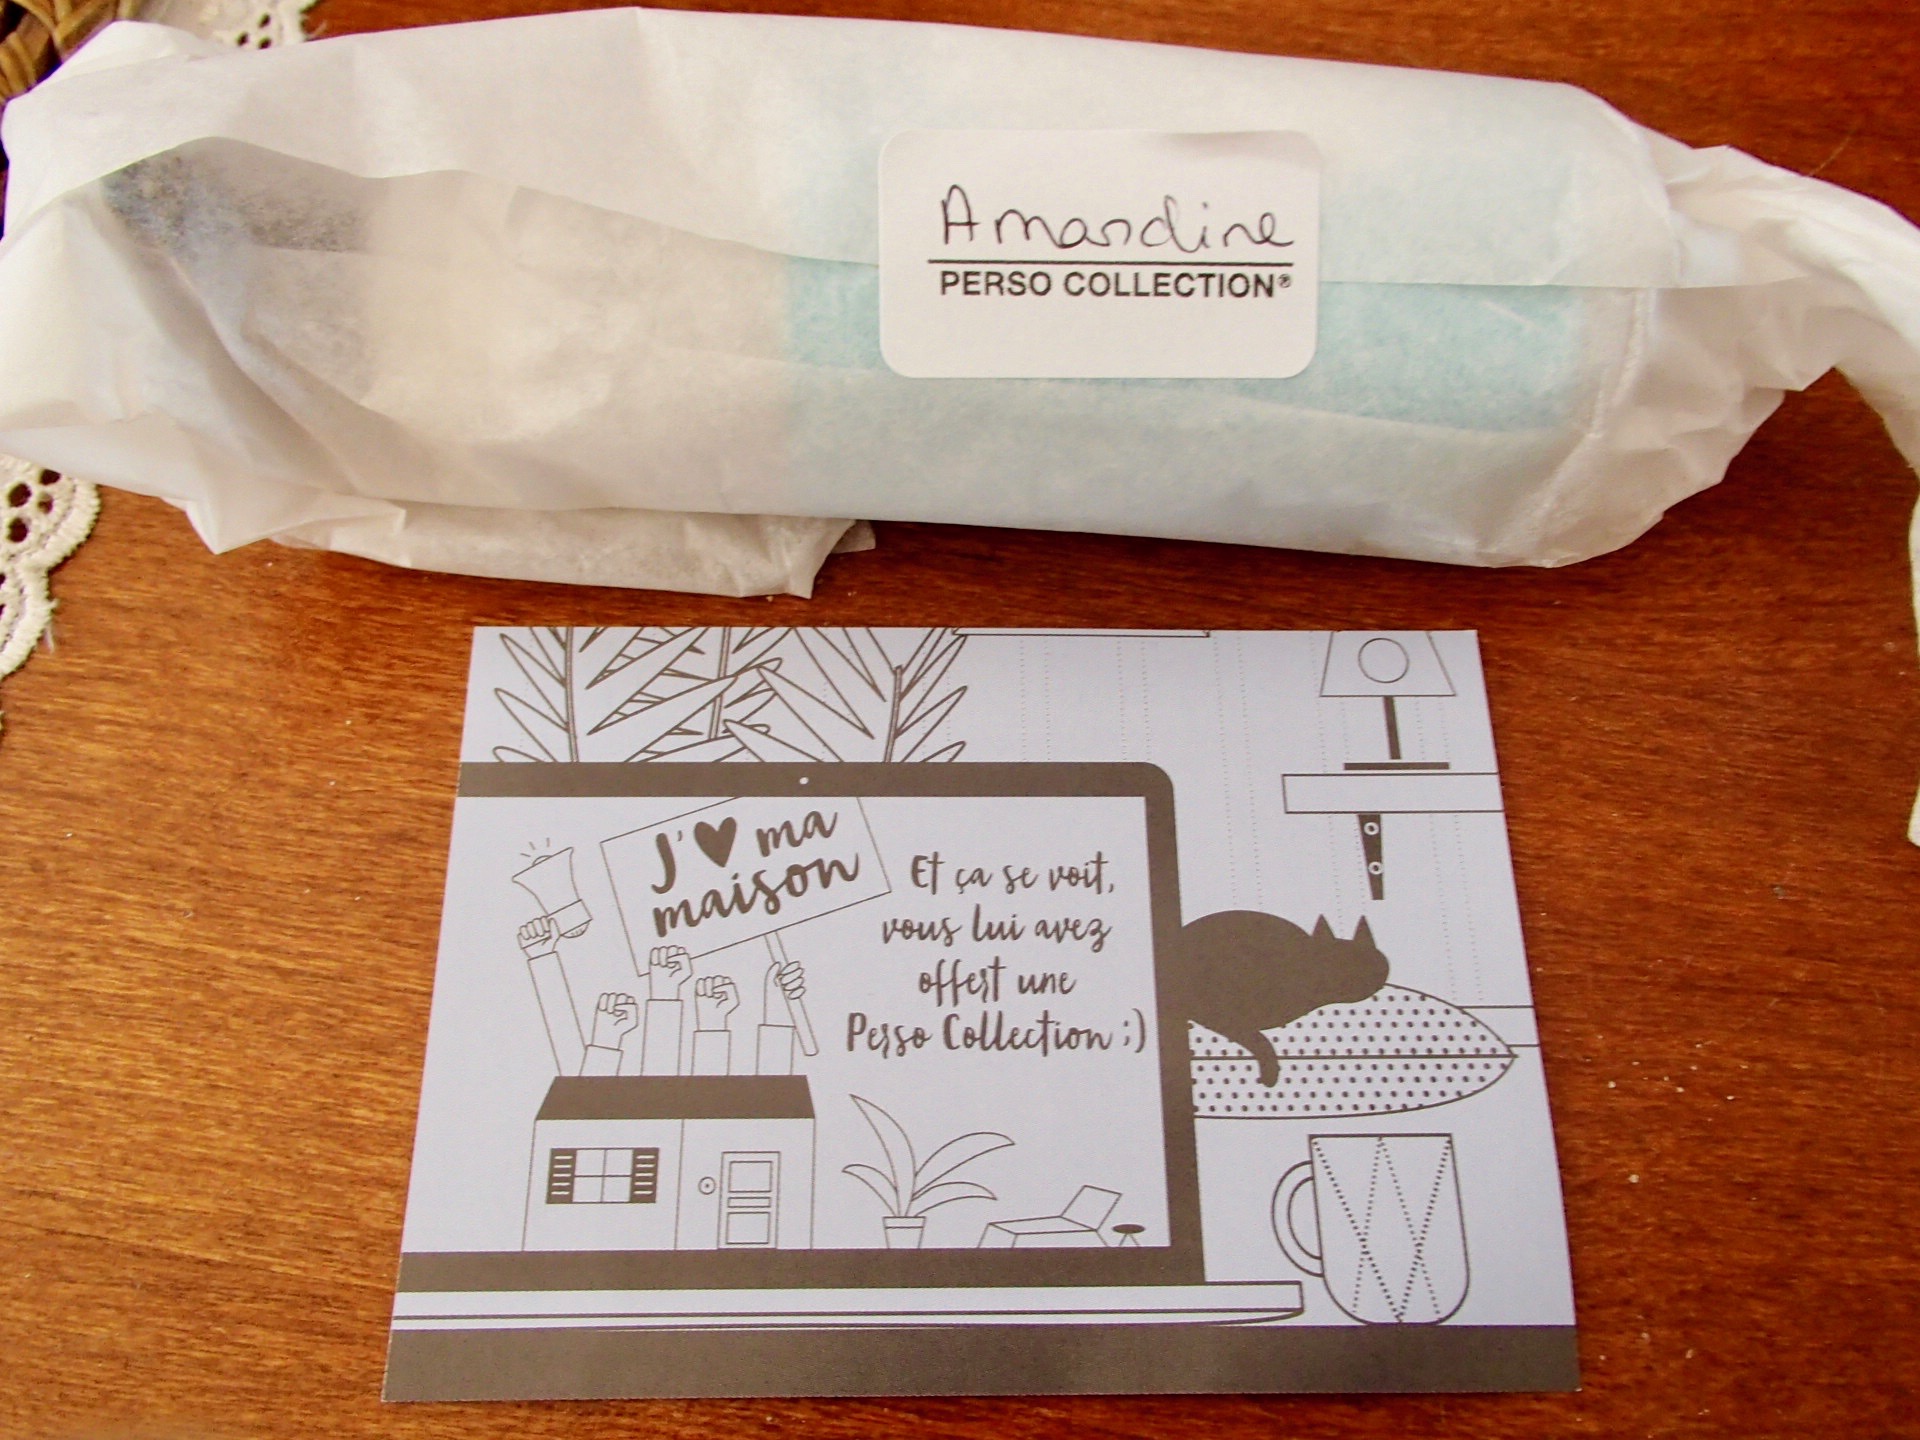 Amandine
PERSO COLLECTION®
J'♥ ma
maison
Et ça se voit,
vous lui avez
offert une
Perso Collection ;)